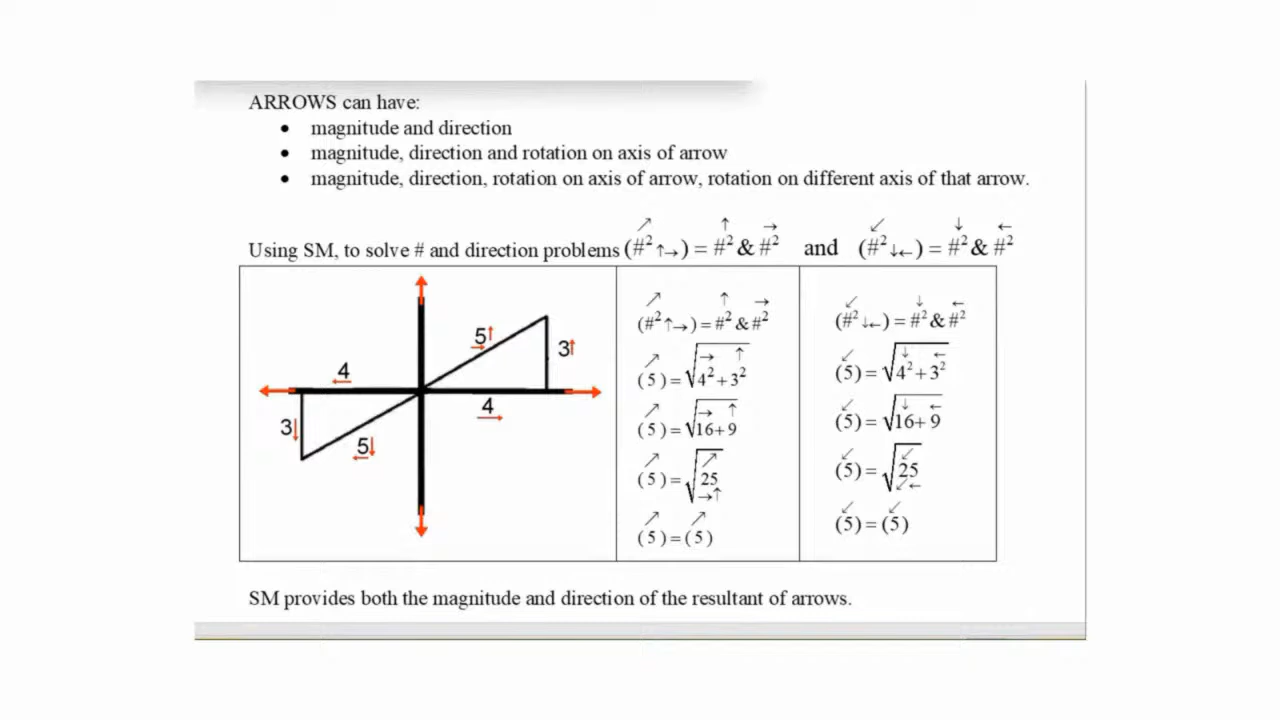 ARROWS can have:
• magnitude and direction
• magnitude, direction and rotation on axis of arrow
• magnitude, direction, rotation on axis of arrow, rotation on different axis of that arrow.
↗ ↑ → ↙ ↓ ←
Using SM, to solve # and direction problems (#²↑→) = #² & #² and (#²↓←) = #² & #²
5↑
→
3↑
4
←
4
→
3↓
5↓
←
↗ ↑ →
(#²↑→) = #² & #²
↗ → ↑
(5) = √4² + 3²
↗ → ↑
(5) = √16 + 9
↗ ↗
(5) = √25
→↑
↗ ↗
(5) = (5)
↙ ↓ ←
(#²↓←) = #² & #²
↙ ↓ ←
(5) = √4² + 3²
↙ ↓ ←
(5) = √16 + 9
↙ ↙
(5) = √25
↙←
↙ ↙
(5) = (5)
SM provides both the magnitude and direction of the resultant of arrows.